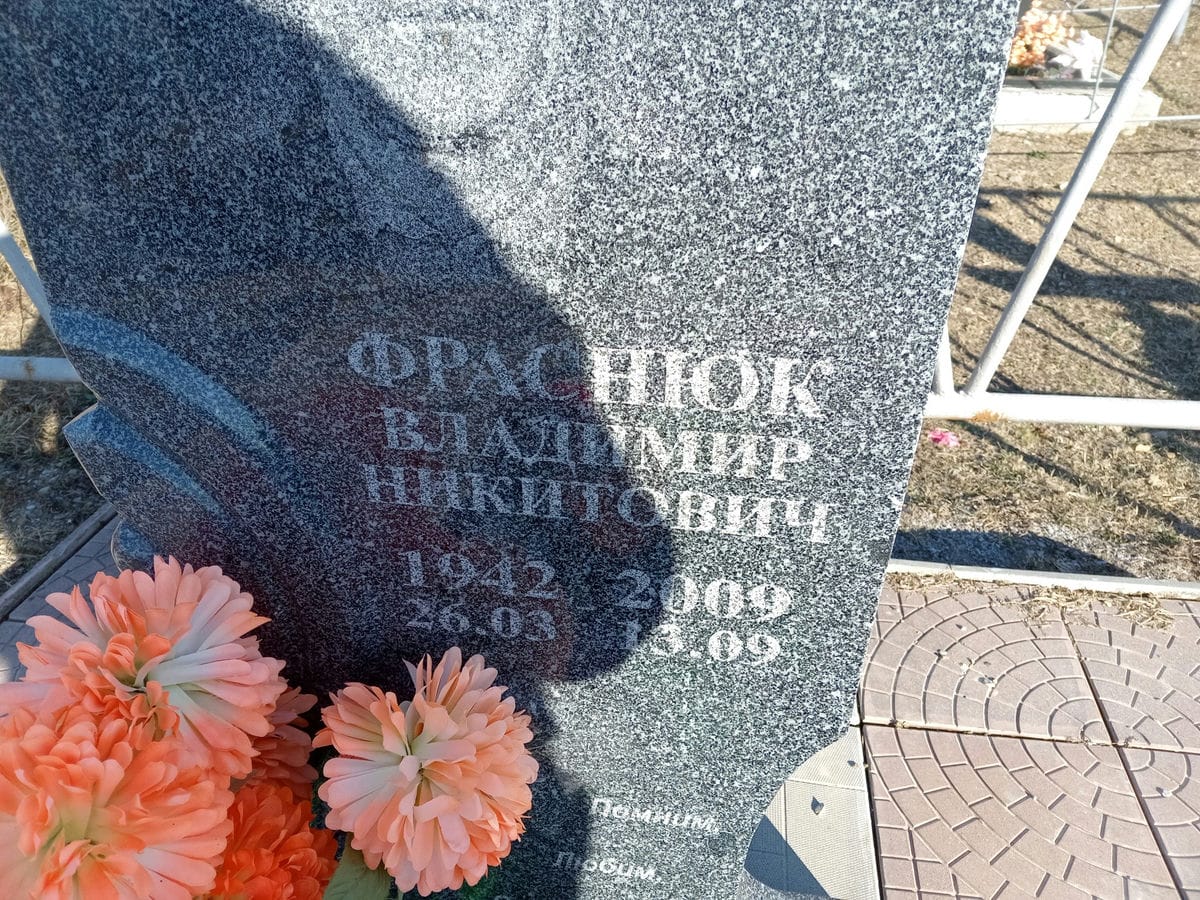 ФРАСНЮК
ВЛАДИМИР
НИКИТОВИЧ
1942 2009
26.03 13.09
Помним,
Любим,